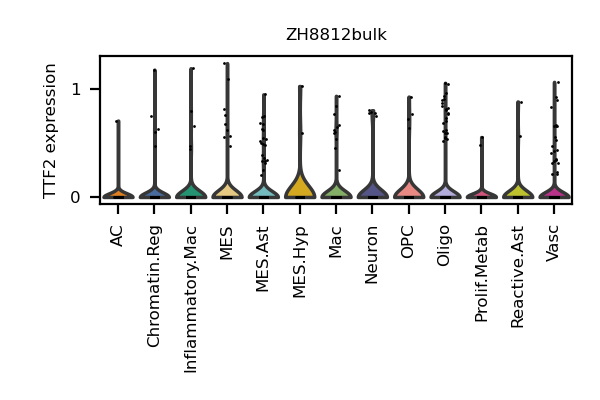 ZH8812bulk
TTF2 expression
1
0
AC
Chromatin.Reg
Inflammatory.Mac
MES
MES.Ast
MES.Hyp
Mac
Neuron
OPC
Oligo
Prolif.Metab
Reactive.Ast
Vasc